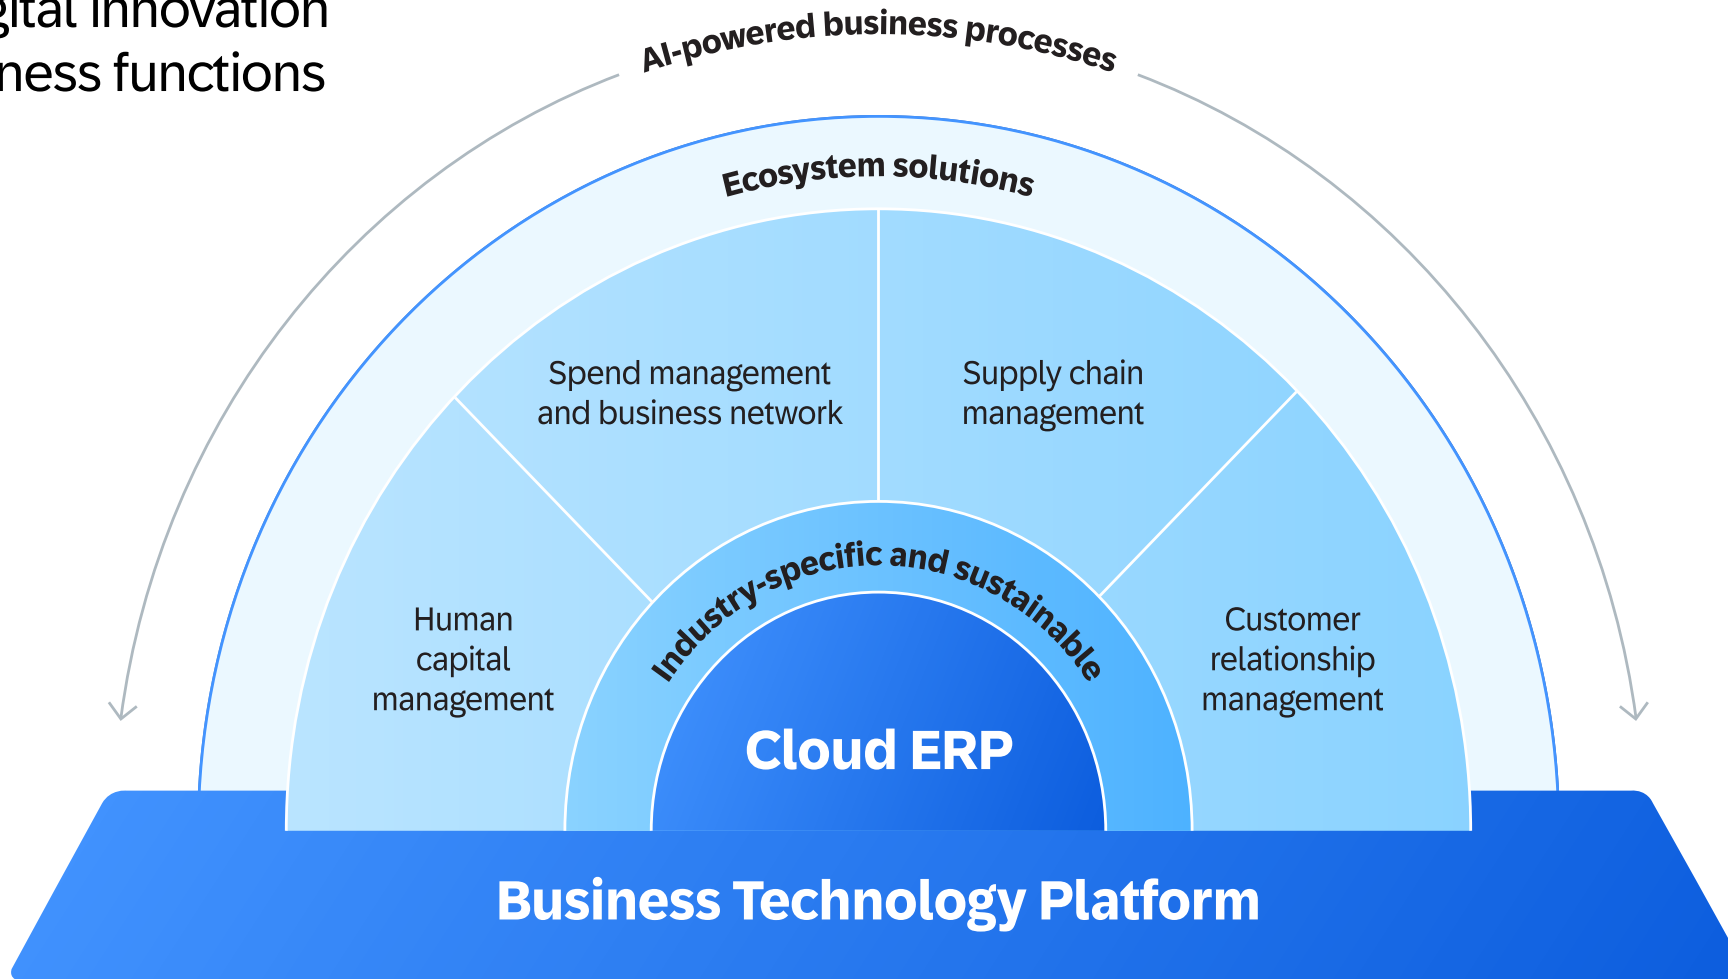 innovation
functions
AI-powered business processes
Ecosystem solutions
Spend management
and business network
Supply chain
management
Human
capital
management
Industry-specific and sustainable
Customer
relationship
management
Cloud ERP
Business Technology Platform